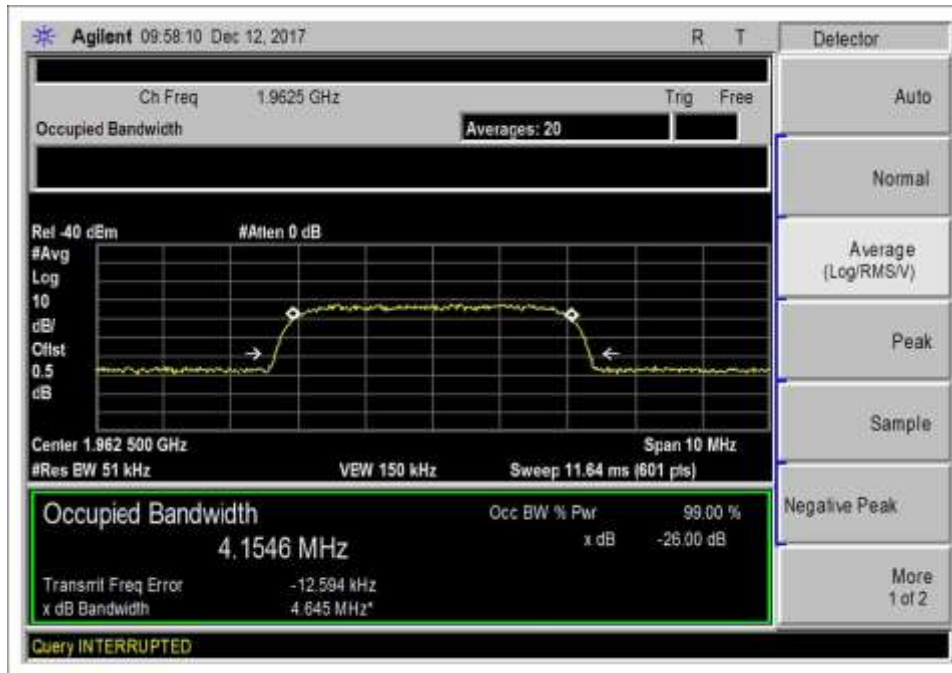 Agilent 09:58:10 Dec 12, 2017 R T
Detector
Ch Freq 1.9625 GHz Trig Free
Occupied Bandwidth Averages: 20
Auto
Normal
Average
(Log/RMS/V)
Peak
Sample
Negative Peak
More
1 of 2
Ref -40 dBm #Atten 0 dB
#Avg
Log
10
dB/
Offst
0.5
dB
Center 1.962 500 GHz Span 10 MHz
#Res BW 51 kHz VBW 150 kHz Sweep 11.64 ms (601 pts)
Occupied Bandwidth Occ BW % Pwr 99.00 %
4.1546 MHz x dB -26.00 dB
Transmit Freq Error -12.594 kHz
x dB Bandwidth 4.645 MHz*
Query INTERRUPTED